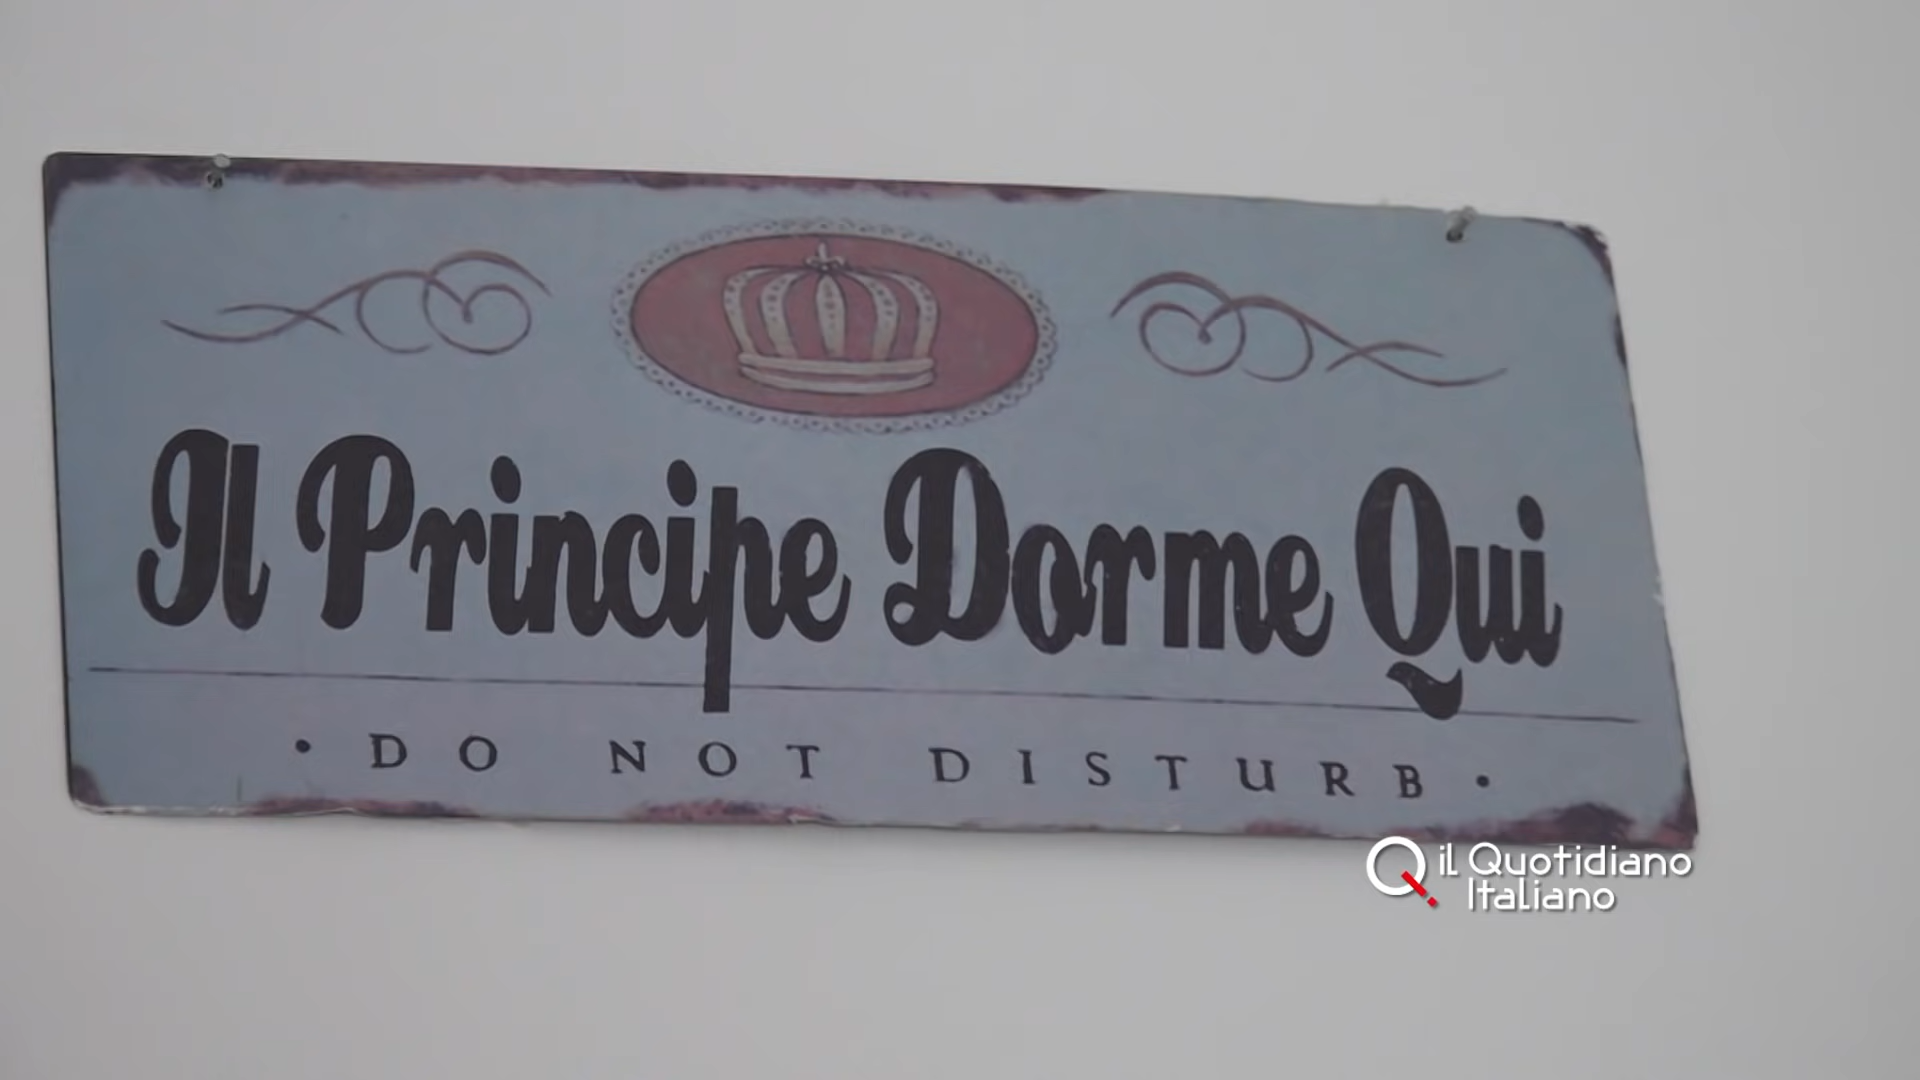 Il Principe Dorme Qui
• DO NOT DISTURB •
il Quotidiano
Italiano